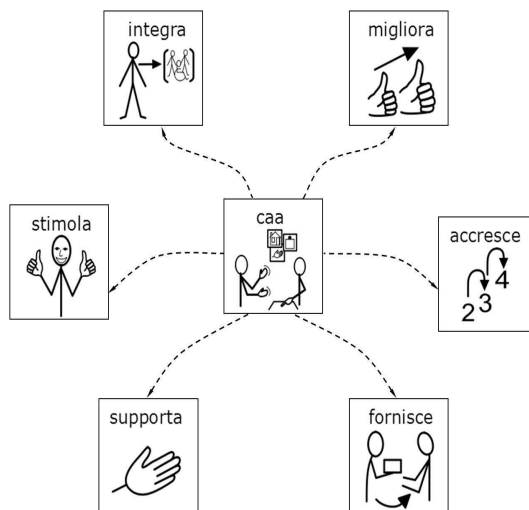 integra
migliora
stimola
caa
accresce
2 3 4
supporta
fornisce